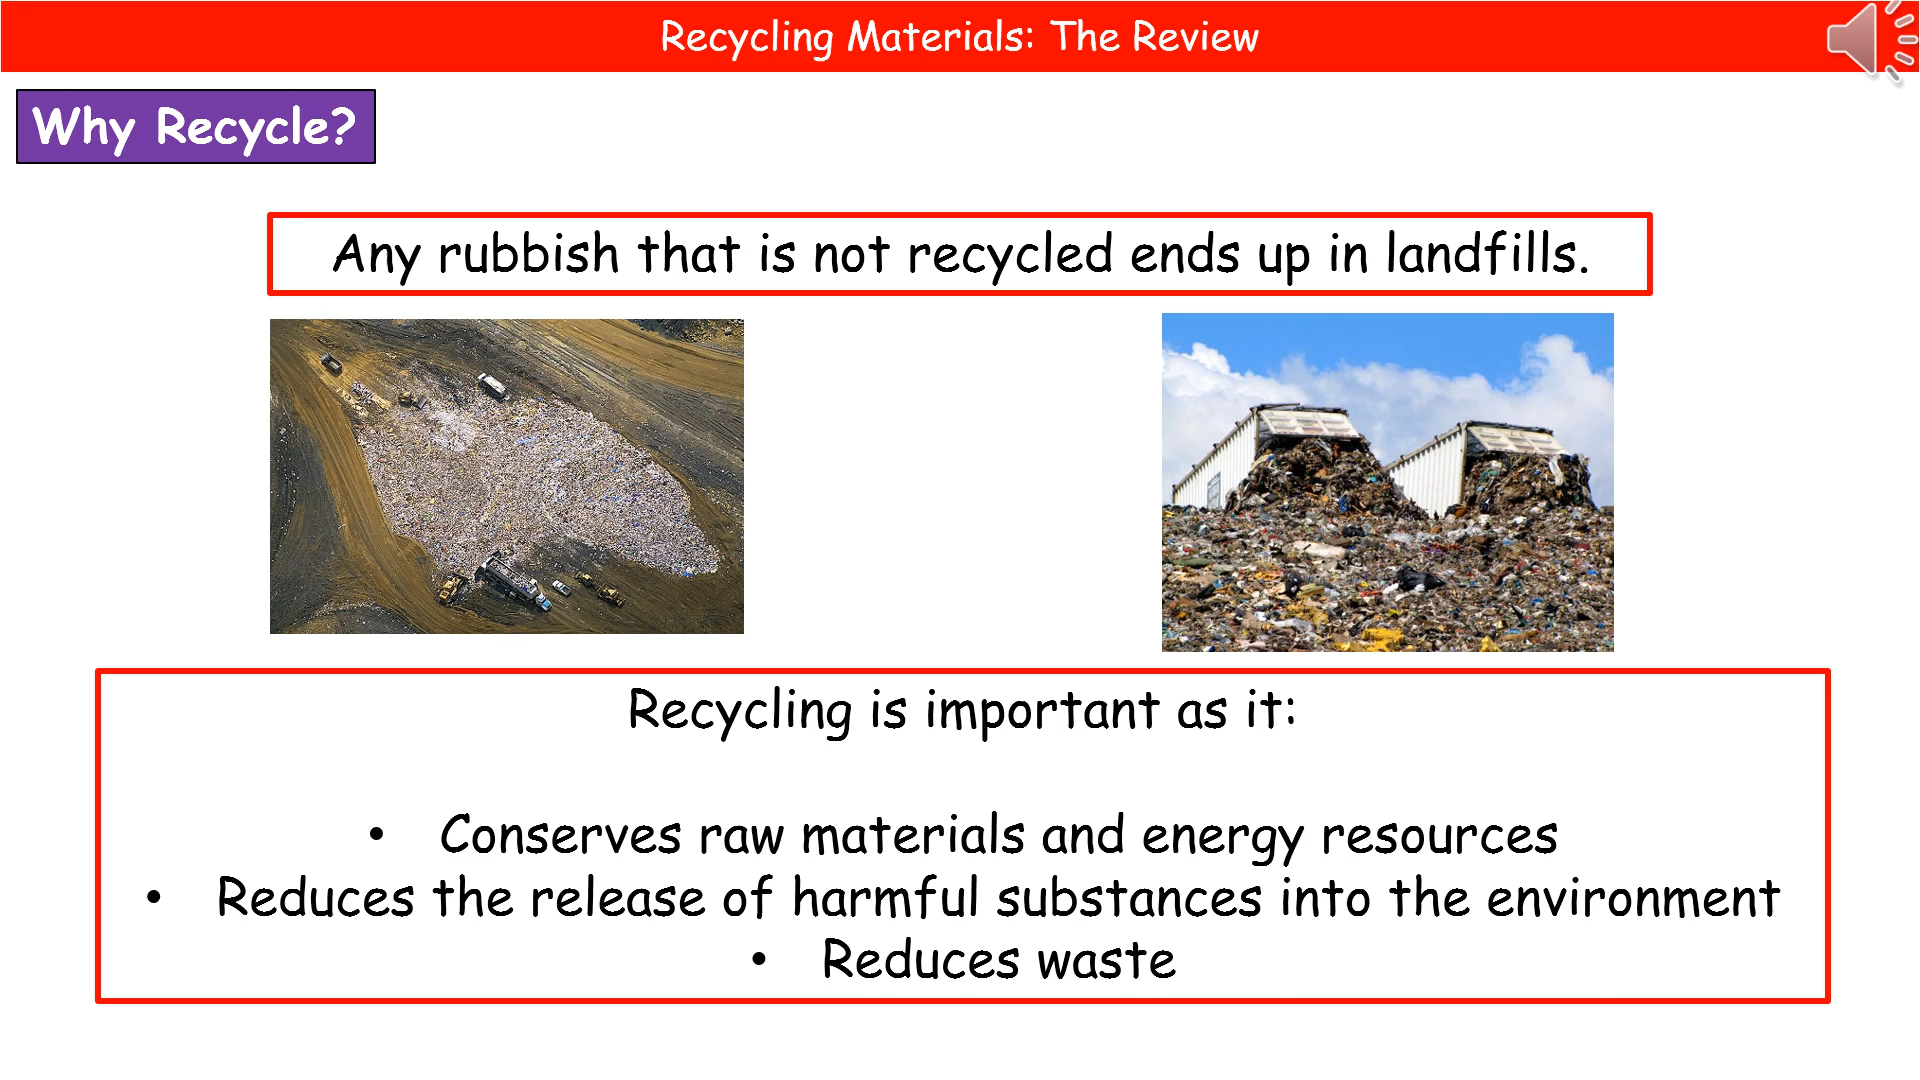 Recycling Materials: The Review
Why Recycle?
Any rubbish that is not recycled ends up in landfills.
Recycling is important as it:
• Conserves raw materials and energy resources
• Reduces the release of harmful substances into the environment
• Reduces waste